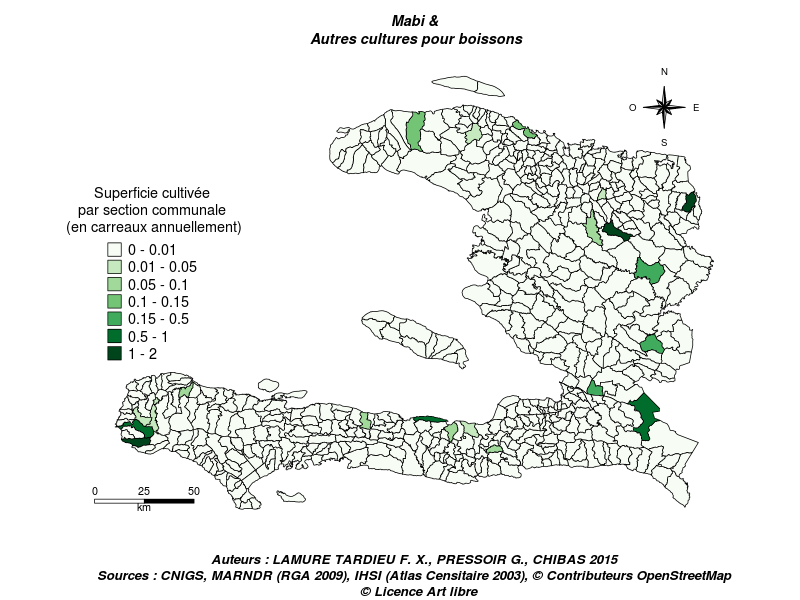 Mabi &
Autres cultures pour boissons
N
O E
S
Superficie cultivée
par section communale
(en carreaux annuellement)
0 - 0.01
0.01 - 0.05
0.05 - 0.1
0.1 - 0.15
0.15 - 0.5
0.5 - 1
1 - 2
0 25 50
km
Auteurs : LAMURE TARDIEU F. X., PRESSOIR G., CHIBAS 2015
Sources : CNIGS, MARNDR (RGA 2009), IHSI (Atlas Censitaire 2003), © Contributeurs OpenStreetMap
© Licence Art libre